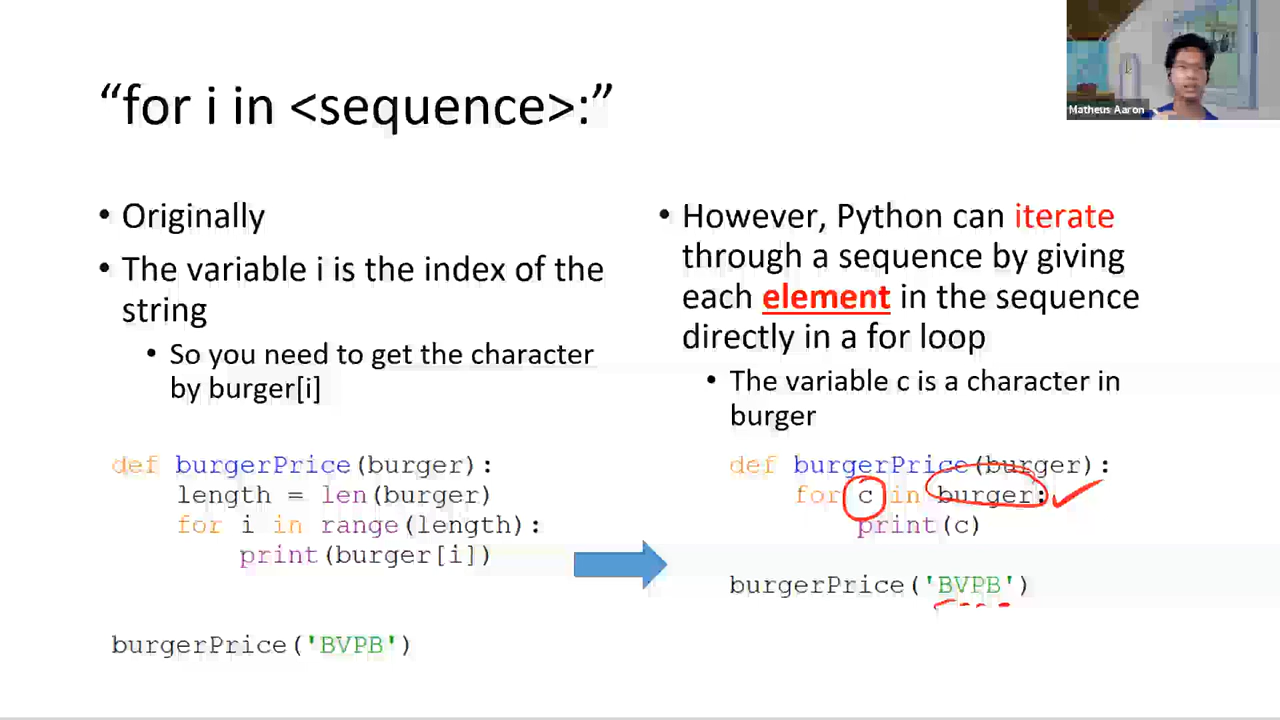 Matheus Aaron
“for i in <sequence>:”
• Originally
• The variable i is the index of the
string
• So you need to get the character
by burger[i]
def burgerPrice(burger):
    length = len(burger)
    for i in range(length):
        print(burger[i])
burgerPrice('BVPB')
• However, Python can iterate
through a sequence by giving
each element in the sequence
directly in a for loop
• The variable c is a character in
burger
def burgerPrice(burger):
    for c in burger:
        print(c)
burgerPrice('BVPB')